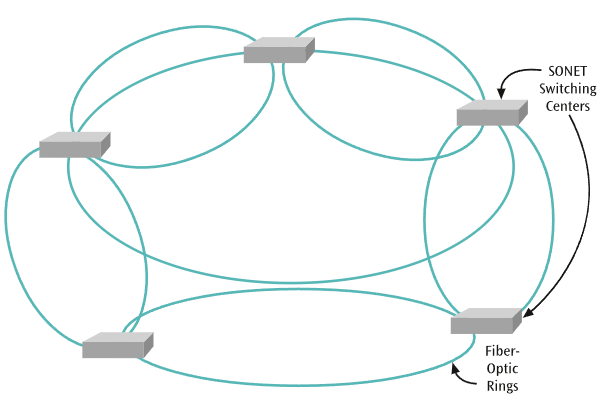 SONET
Switching
Centers
Fiber-
Optic
Rings